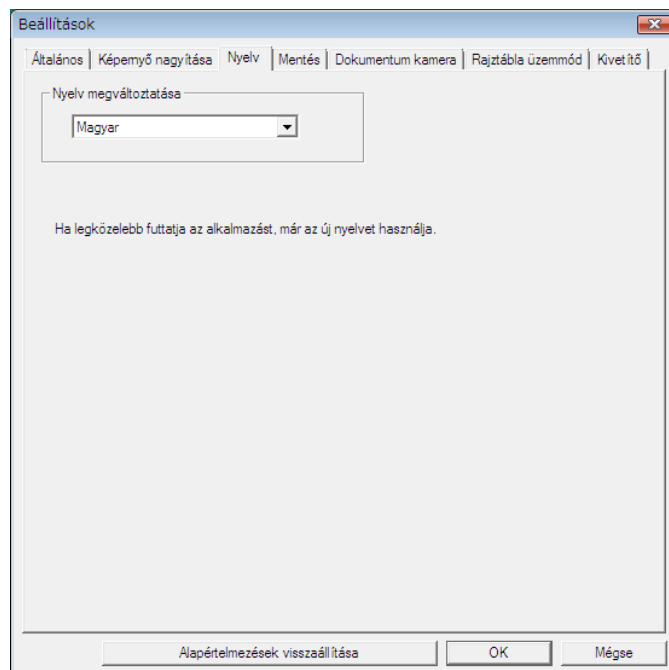 Beállítások
Általános Képernyő nagyítása Nyelv Mentés Dokumentum kamera Rajztábla üzemmód Kivetítő
Nyelv megváltoztatása
Magyar
Ha legközelebb futtatja az alkalmazást, már az új nyelvet használja.
Alapértelmezések visszaállítása OK Mégse